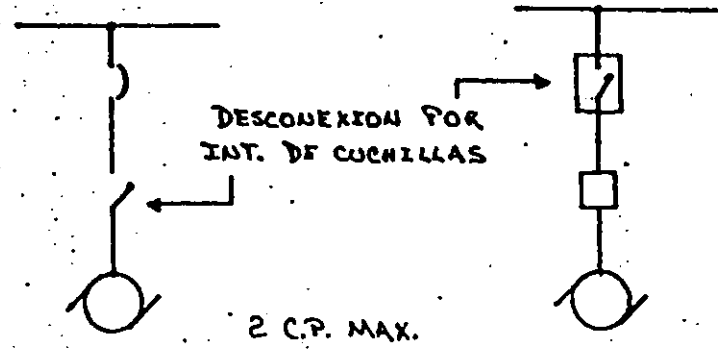 DESCONEXION POR
INT. DE CUCHILLAS
2 C.P. MAX.